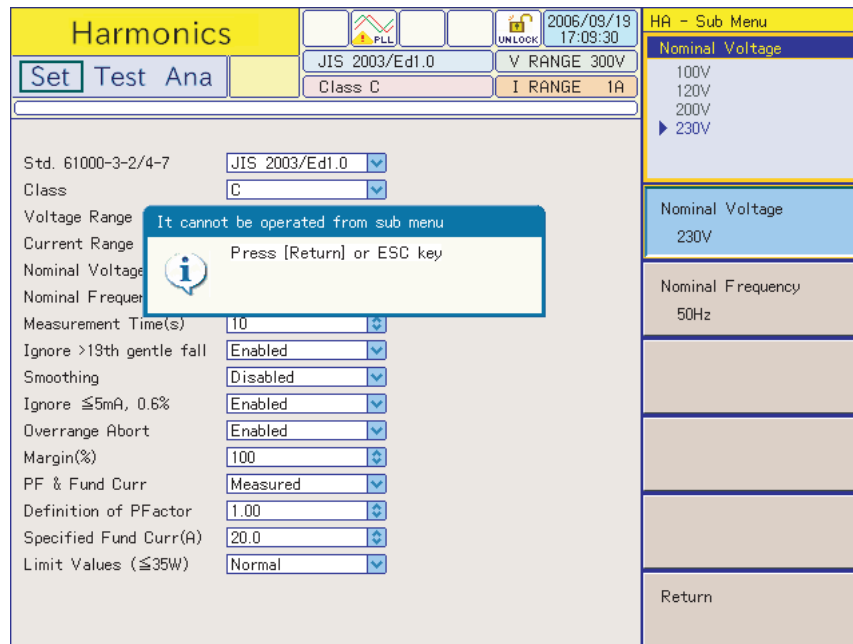 Harmonics
PLL
UNLOCK
2006/09/19
17:09:30
Set Test Ana
JIS 2003/Ed1.0
V RANGE 300V
Class C
I RANGE 1A
HA - Sub Menu
Nominal Voltage
100V
120V
200V
230V
Nominal Voltage
230V
Nominal Frequency
50Hz
Return
Std. 61000-3-2/4-7 JIS 2003/Ed1.0
Class C
Voltage Range
Current Range
Nominal Voltage
Nominal Frequen
It cannot be operated from sub menu
Press [Return] or ESC key
Measurement Time(s) 10
Ignore >19th gentle fall Enabled
Smoothing Disabled
Ignore ≦5mA, 0.6% Enabled
Overrange Abort Enabled
Margin(%) 100
PF & Fund Curr Measured
Definition of PFactor 1.00
Specified Fund Curr(A) 20.0
Limit Values (≦35W) Normal